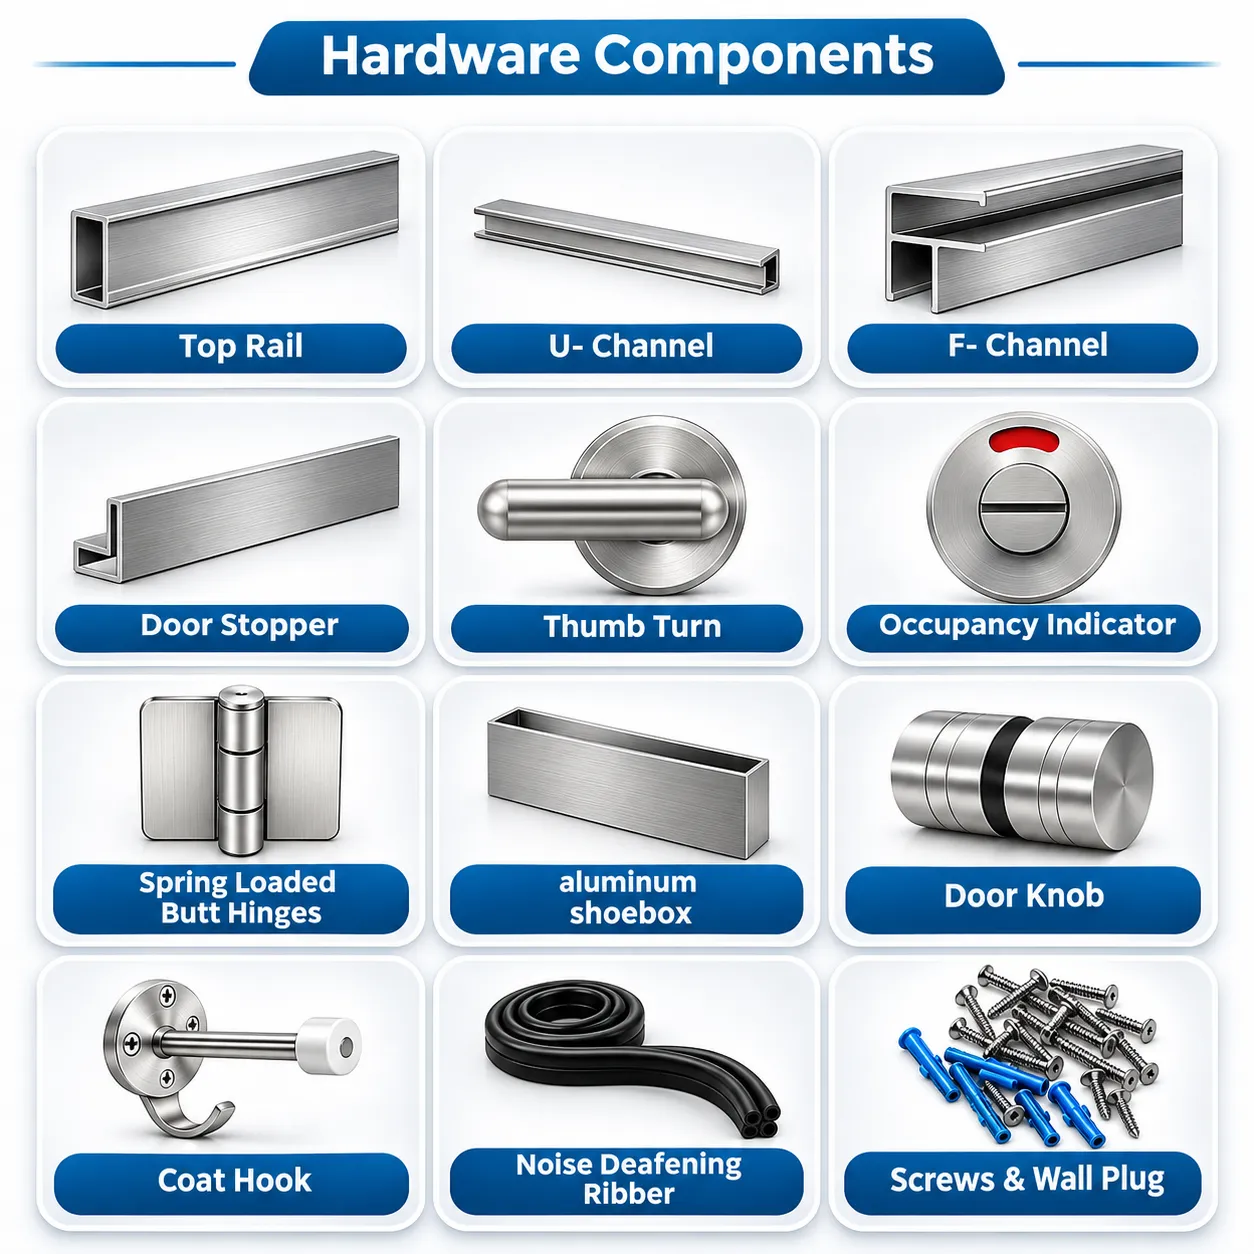 Hardware Components
Top Rail
U- Channel
F- Channel
Door Stopper
Thumb Turn
Occupancy Indicator
Spring Loaded
Butt Hinges
aluminum
shoebox
Door Knob
Coat Hook
Noise Deafening
Ribber
Screws & Wall Plug